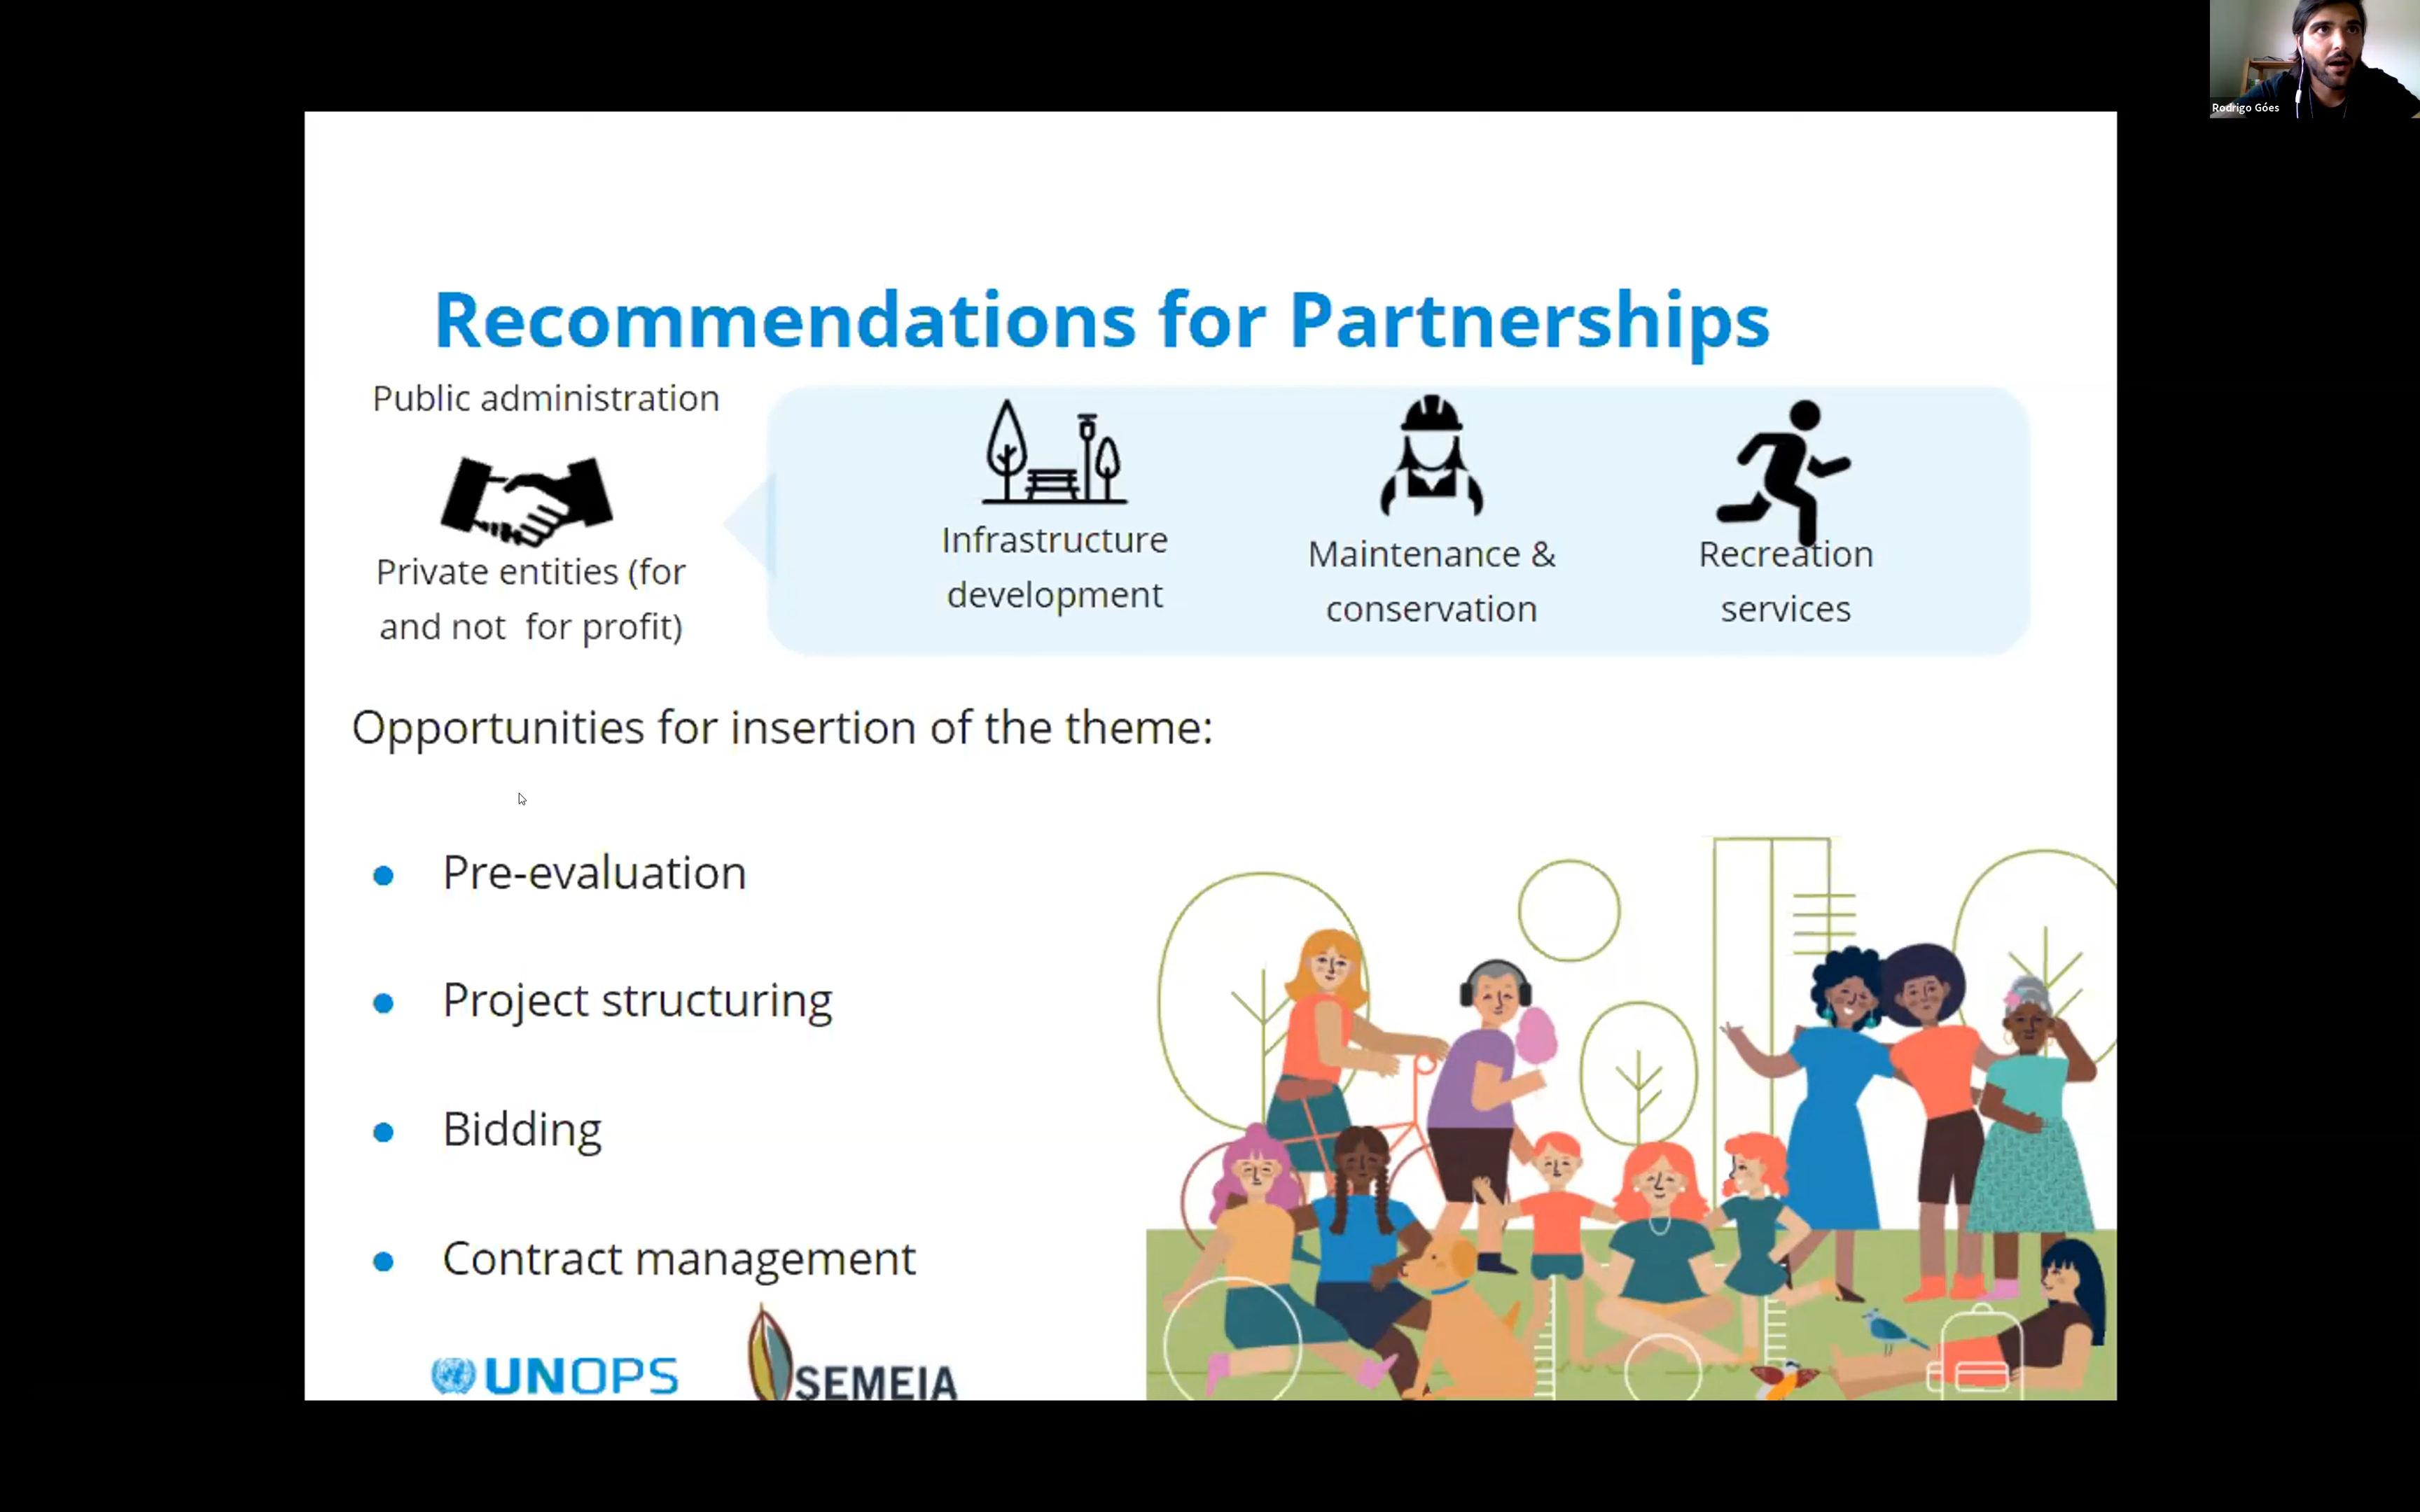 Rodrigo Góes
Recommendations for Partnerships
Public administration
Private entities (for
and not for profit)
Infrastructure
development
Maintenance &
conservation
Recreation
services
Opportunities for insertion of the theme:
Pre-evaluation
Project structuring
Bidding
Contract management
UNOPS
SEMEIA